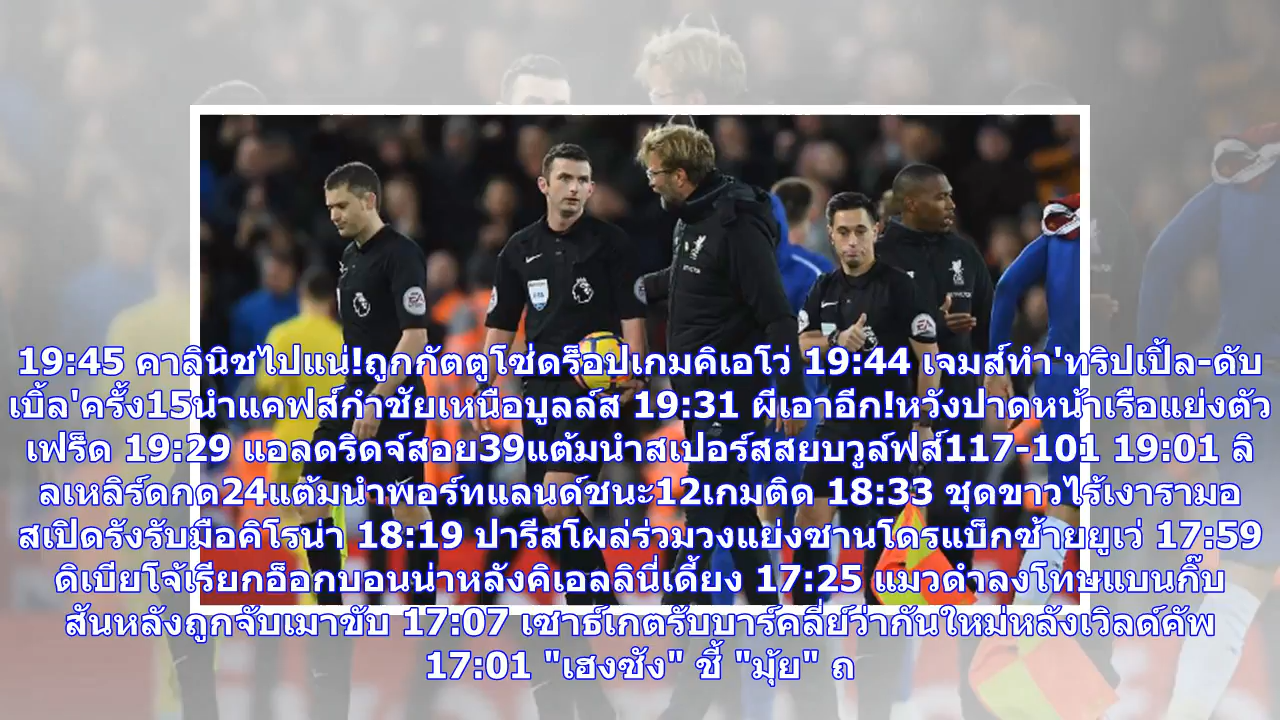 19:45 คาลินิชไปแน่!ถูกกัตตูโซ่ดร็อปเกมคิเอโว่ 19:44 เจมส์ทำ'ทริปเปิ้ล-ดับ
เบิ้ล'ครั้ง15นำแคฟส์กำชัยเหนือบูลล์ส 19:31 ผีเอาอีก!หวังปาดหน้าเรือแย่งตัว
เฟร็ด 19:29 แอลดริดจ์สอย39แต้มนำสเปอร์สสยบวูล์ฟส์117-101 19:01 ลิ
ลเหลิร์ดกด24แต้มนำพอร์ทแลนด์ชนะ12เกมติด 18:33 ชุดขาวไร้เงารามอ
สเปิดรังรับมือคิโรน่า 18:19 ปารีสโผล่ร่วมวงแย่งซานโดรแบ็กซ้ายยูเว่ 17:59
ดิเบียโจ้เรียกอ็อกบอนน่าหลังคิเอลลินี่เดี้ยง 17:25 แมวดำลงโทษแบนกิ๊บ
สันหลังถูกจับเมาขับ 17:07 เซาธ์เกตรับบาร์คลี่ย์ว่ากันใหม่หลังเวิลด์คัพ
17:01 "เฮงซัง" ชี้ "มุ้ย" ถ